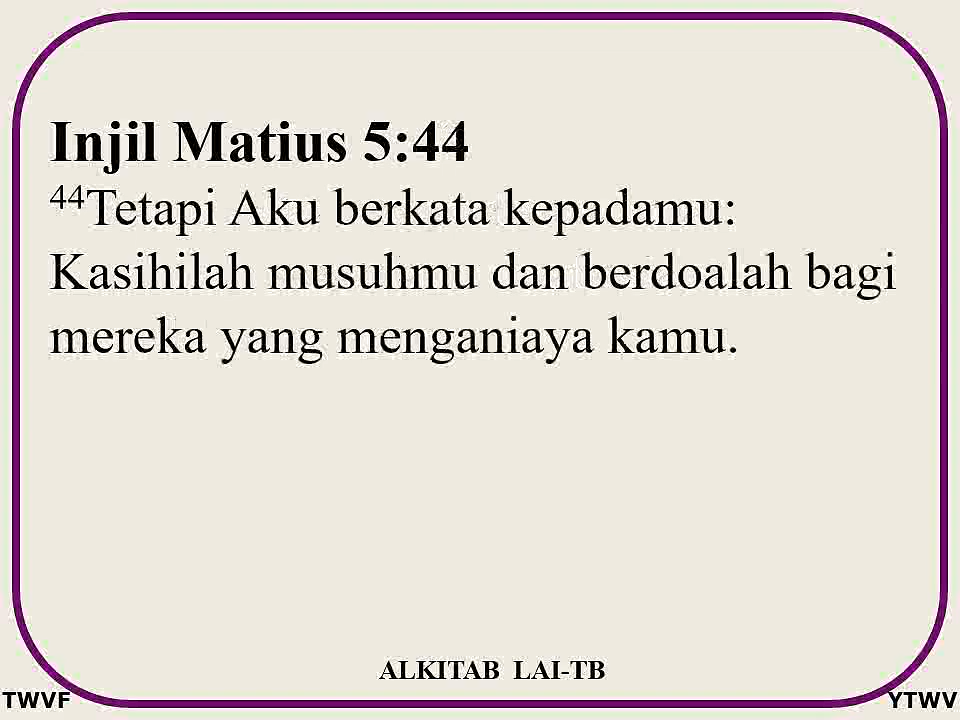 Injil Matius 5:44
44Tetapi Aku berkata kepadamu:
Kasihilah musuhmu dan berdoalah bagi
mereka yang menganiaya kamu.
ALKITAB LAI-TB
TWVF
YTWV